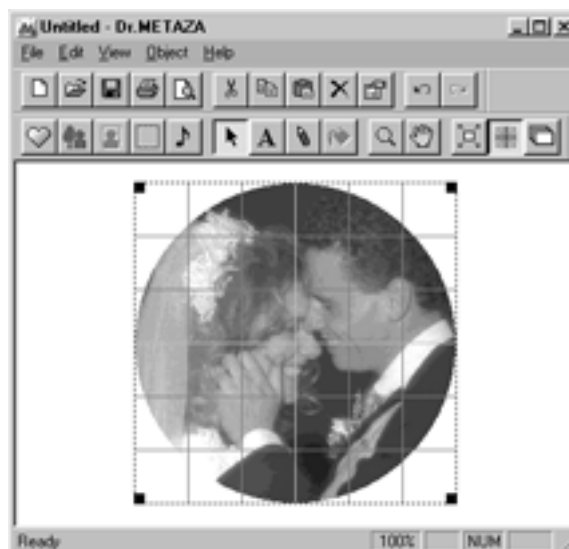 Untitled - Dr.METAZA
File Edit View Object Help
A
Ready 100% NUM